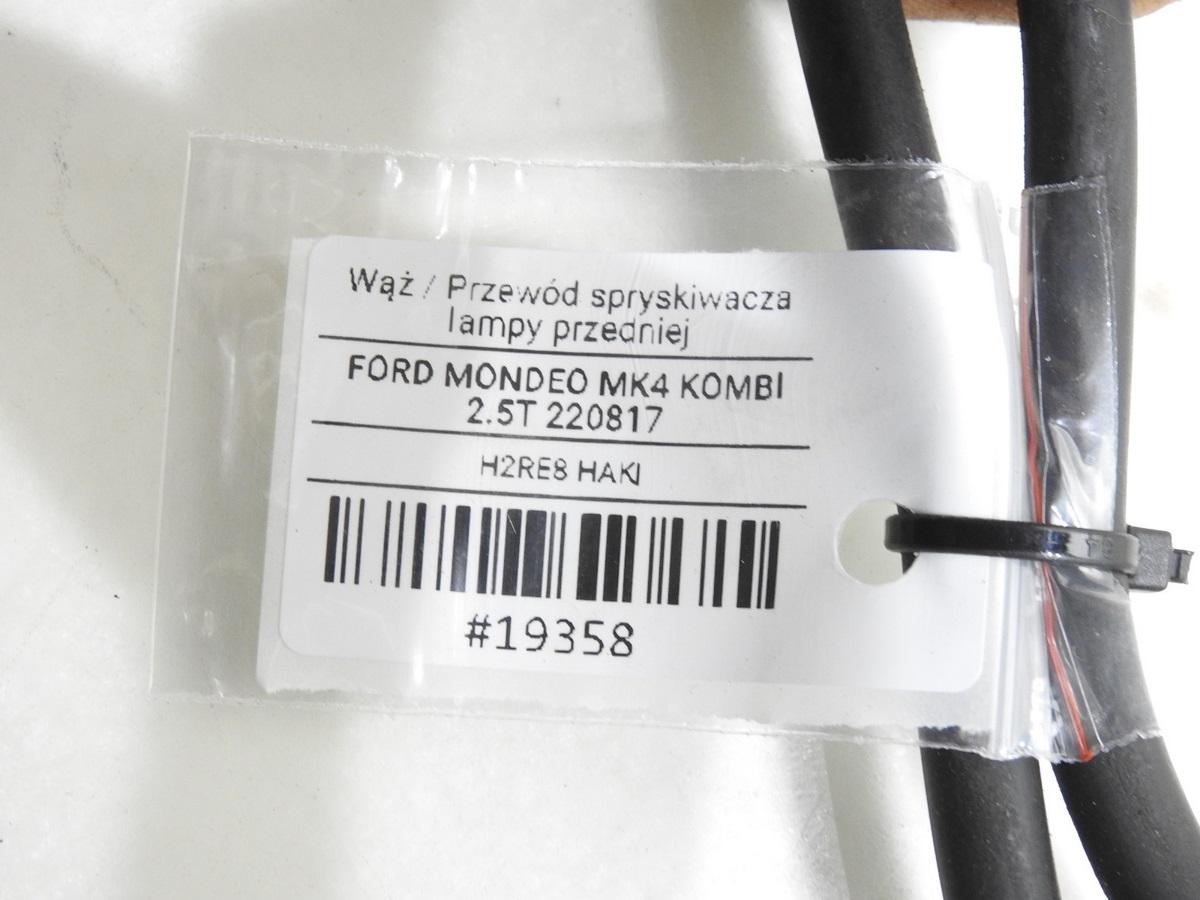 Wąż / Przewód spryskiwacza
lampy przedniej
FORD MONDEO MK4 KOMBI
2.5T 220817
H2RE8 HAKI
#19358